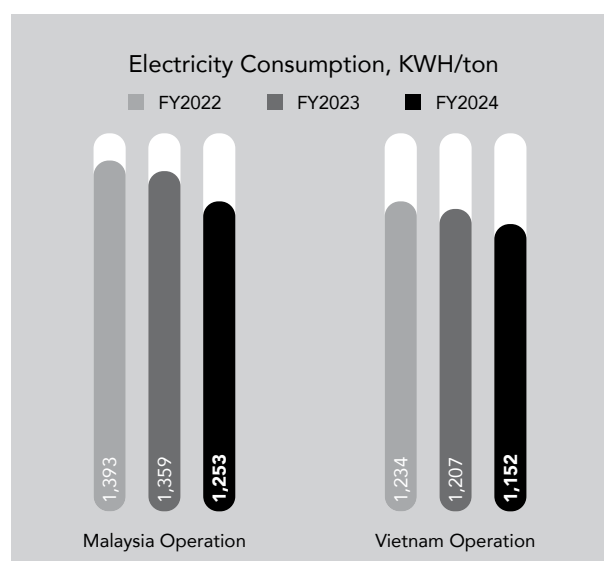 Electricity Consumption, KWH/ton
FY2022 FY2023 FY2024
1,393 1,359 1,253 1,234 1,207 1,152
Malaysia Operation Vietnam Operation